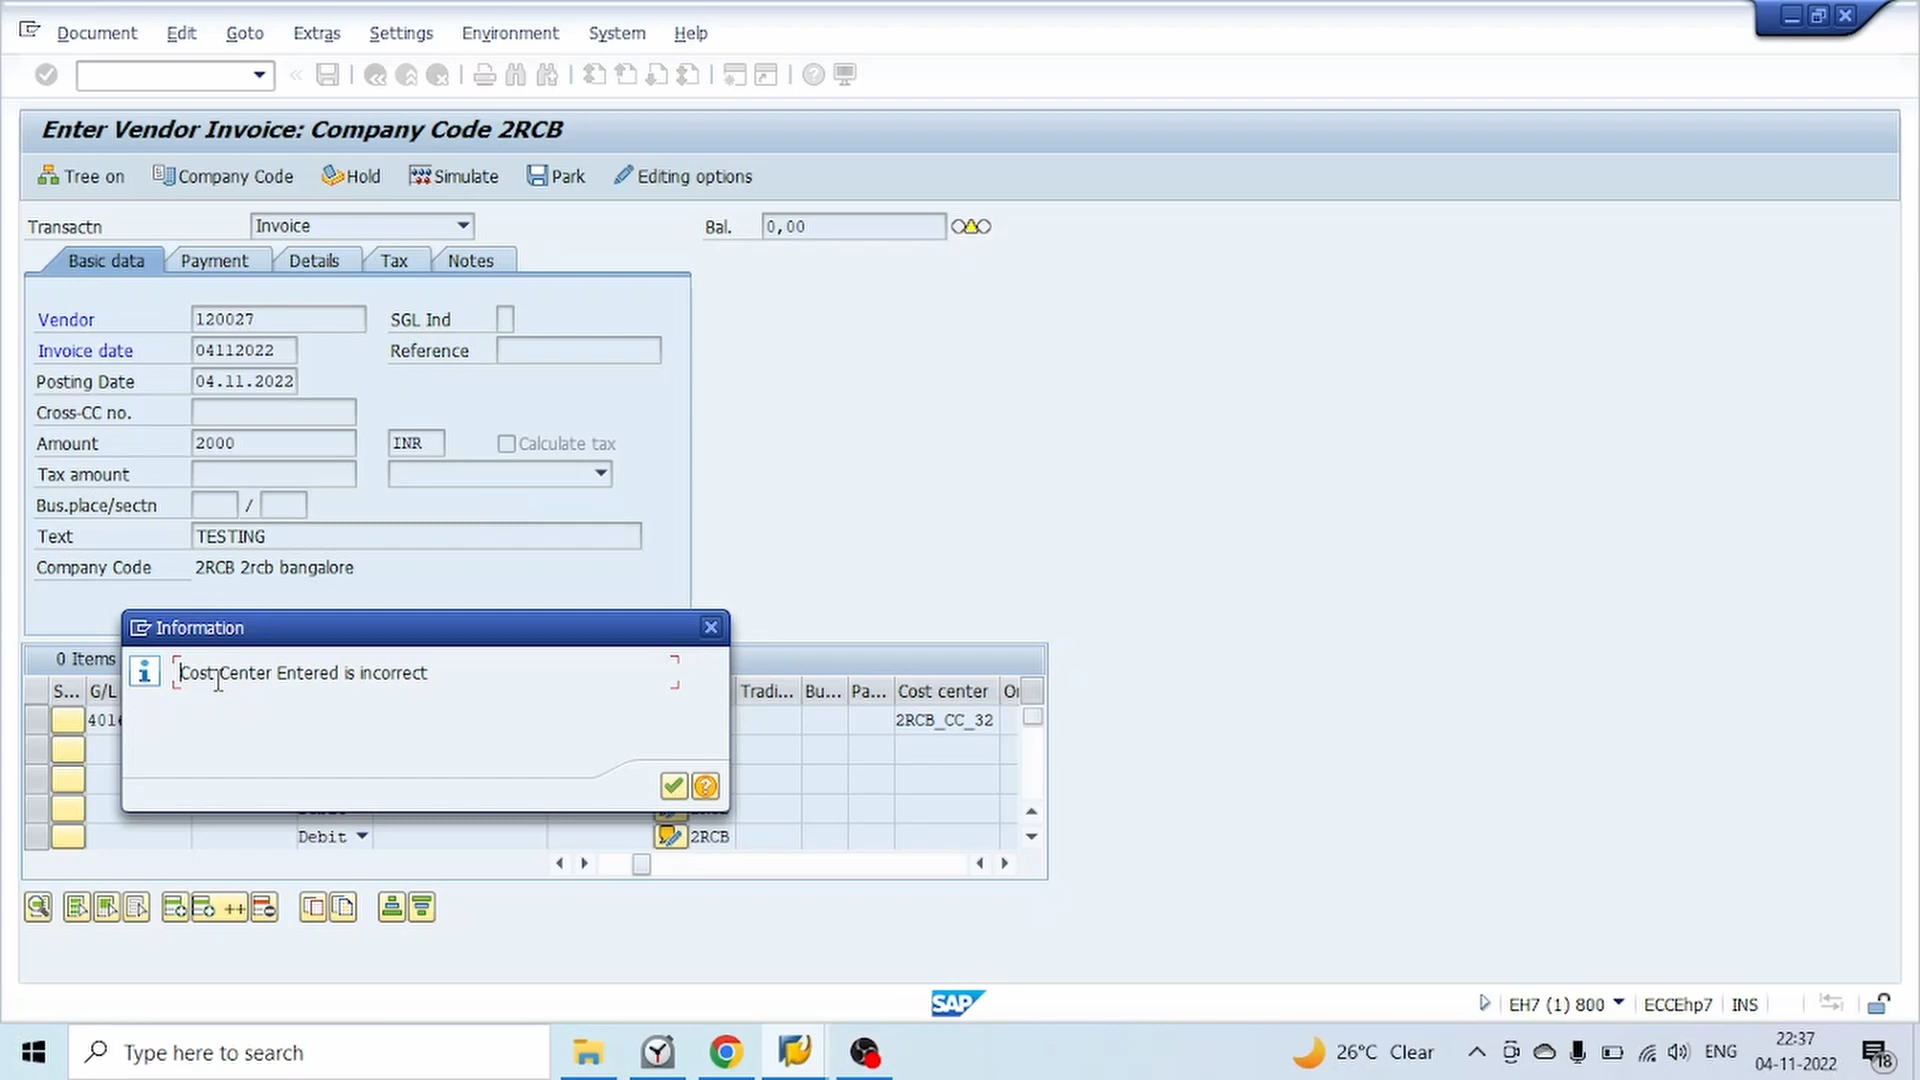 Document Edit Goto Extras Settings Environment System Help
Enter Vendor Invoice: Company Code 2RCB
Tree on Company Code Hold Simulate Park Editing options
Transactn Invoice Bal. 0,00
Basic data Payment Details Tax Notes
Vendor 120027 SGL Ind
Invoice date 04112022 Reference
Posting Date 04.11.2022
Cross-CC no.
Amount 2000 INR Calculate tax
Tax amount
Bus.place/sectn /
Text TESTING
Company Code 2RCB 2rcb bangalore
Information
Cost Center Entered is incorrect
0 Items
S... G/L Tradi... Bu... Pa... Cost center
2RCB_CC_32
Debit 2RCB
SAP
EH7 (1) 800 ECCEhp7 INS
Type here to search
26°C Clear
ENG
22:37
04-11-2022
18